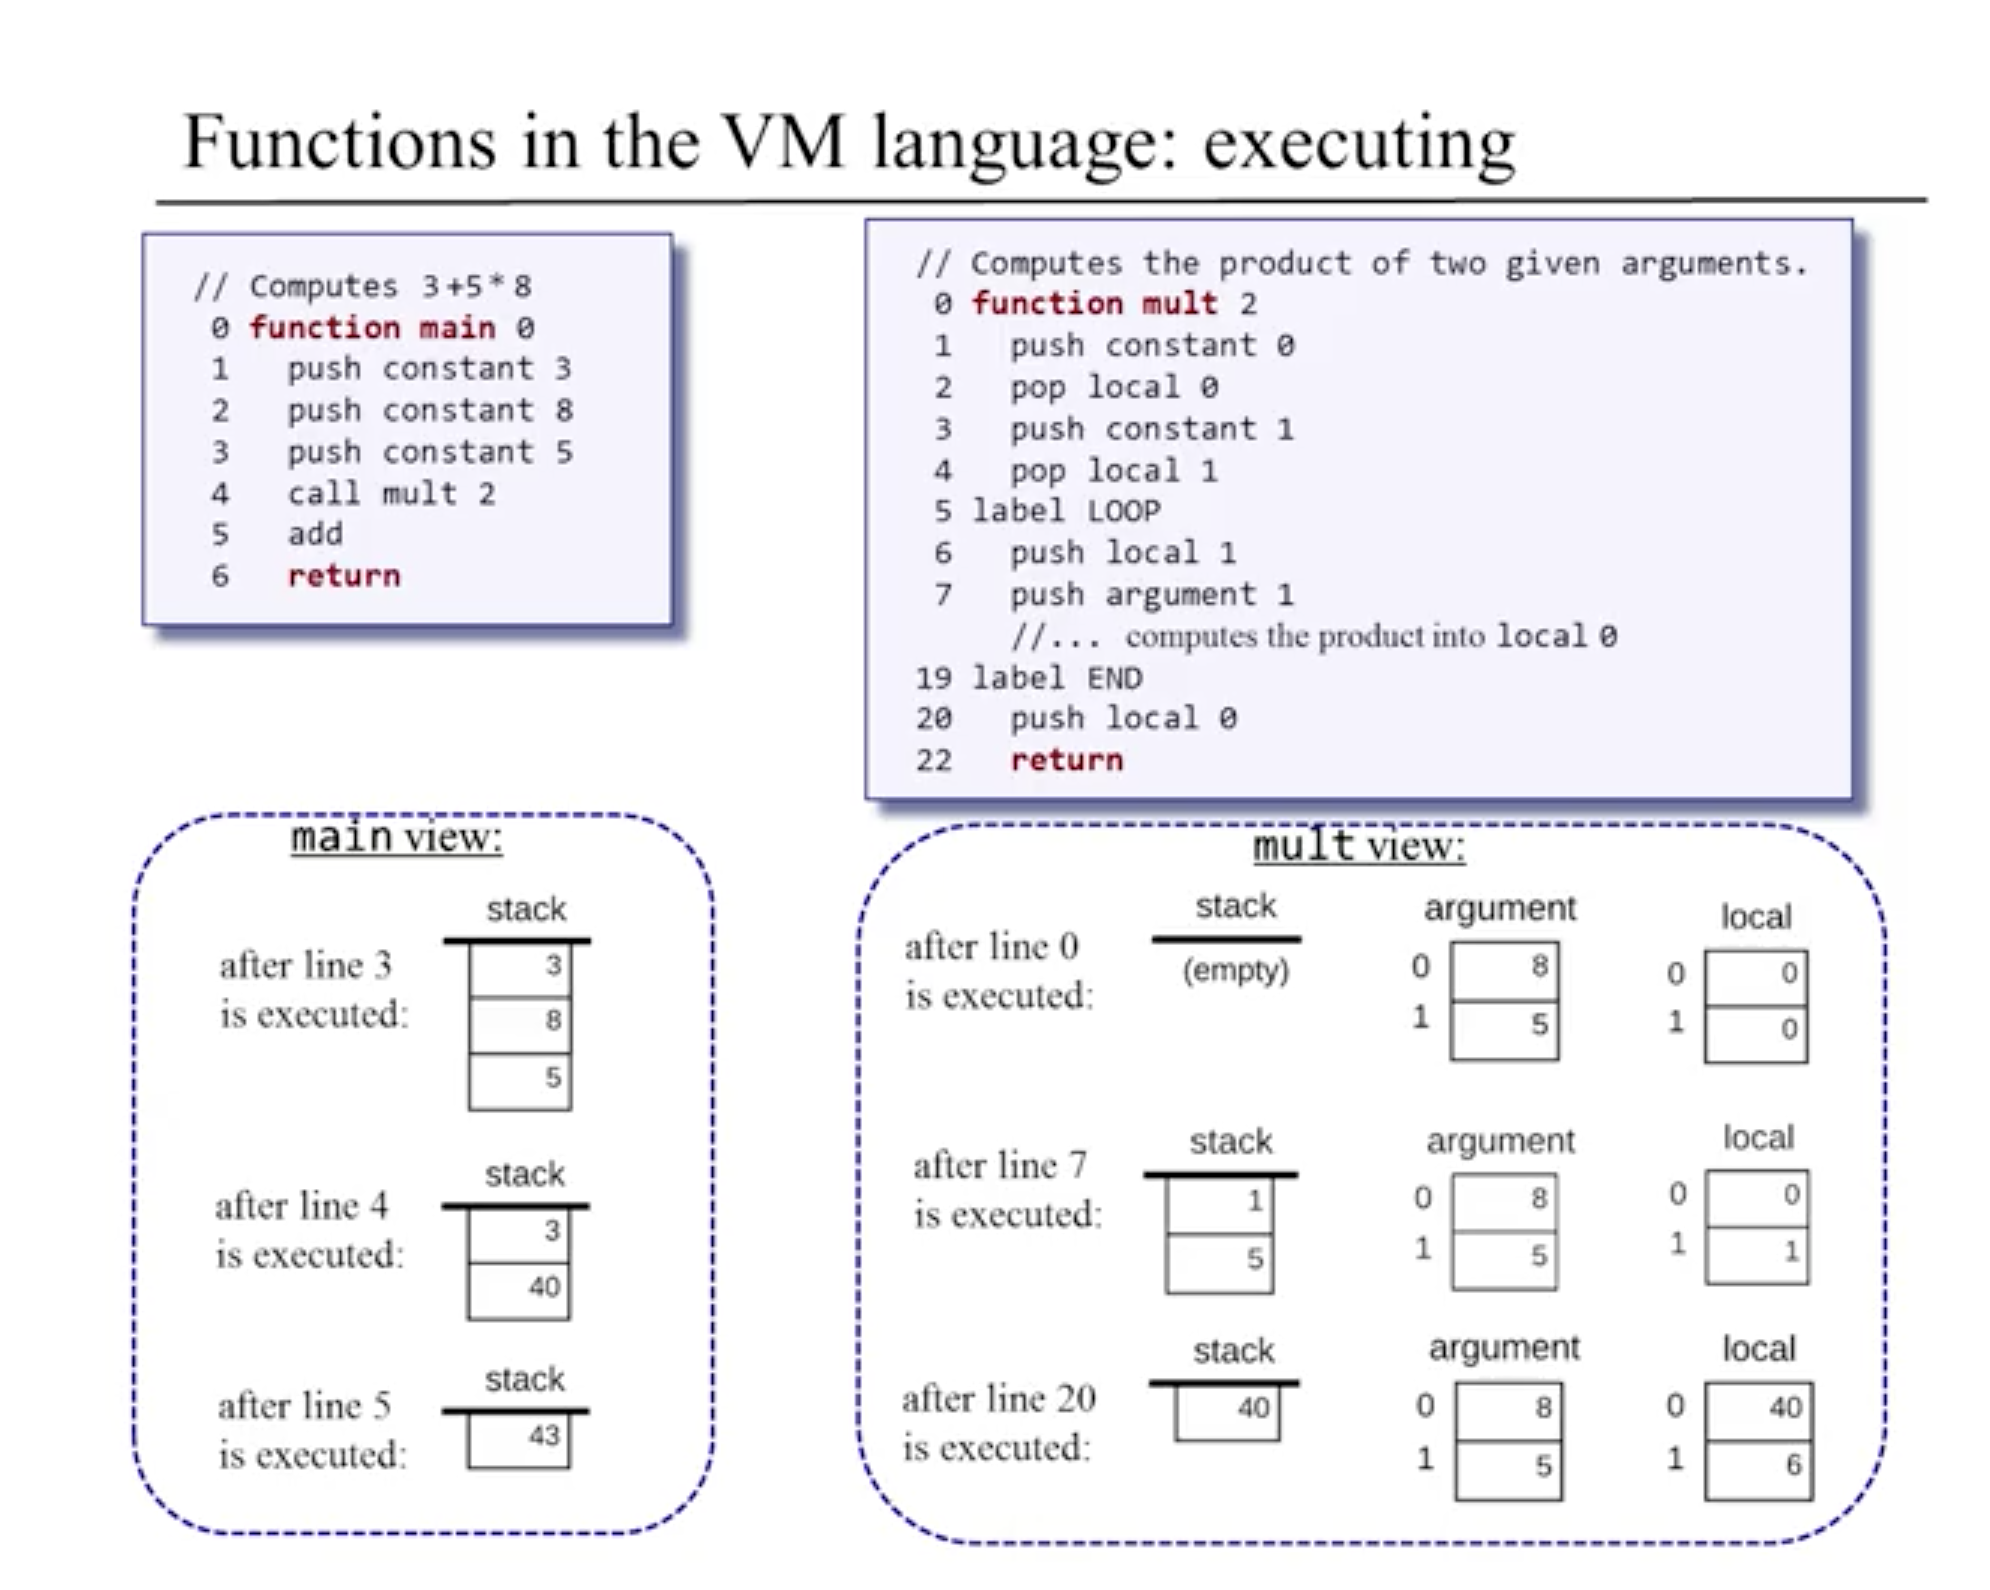 Functions in the VM language: executing
// Computes 3+5*8
0 function main 0
1 push constant 3
2 push constant 8
3 push constant 5
4 call mult 2
5 add
6 return
// Computes the product of two given arguments.
0 function mult 2
1 push constant 0
2 pop local 0
3 push constant 1
4 pop local 1
5 label LOOP
6 push local 1
7 push argument 1
//... computes the product into local 0
19 label END
20 push local 0
22 return
main view:
stack
after line 3
is executed:
3
8
5
stack
after line 4
is executed:
3
40
stack
after line 5
is executed:
43
mult view:
stack
argument
local
after line 0
is executed:
(empty)
0 8
1 5
0 0
1 0
stack
argument
local
after line 7
is executed:
1
5
0 8
1 5
0 0
1 1
stack
argument
local
after line 20
is executed:
40
0 8
1 5
0 40
1 6